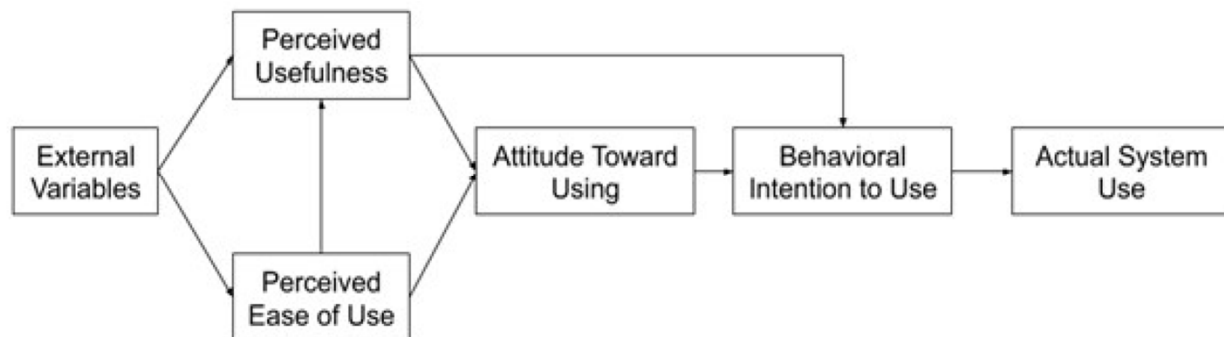 Perceived
Usefulness
External
Variables
Attitude Toward
Using
Behavioral
Intention to Use
Actual System
Use
Perceived
Ease of Use